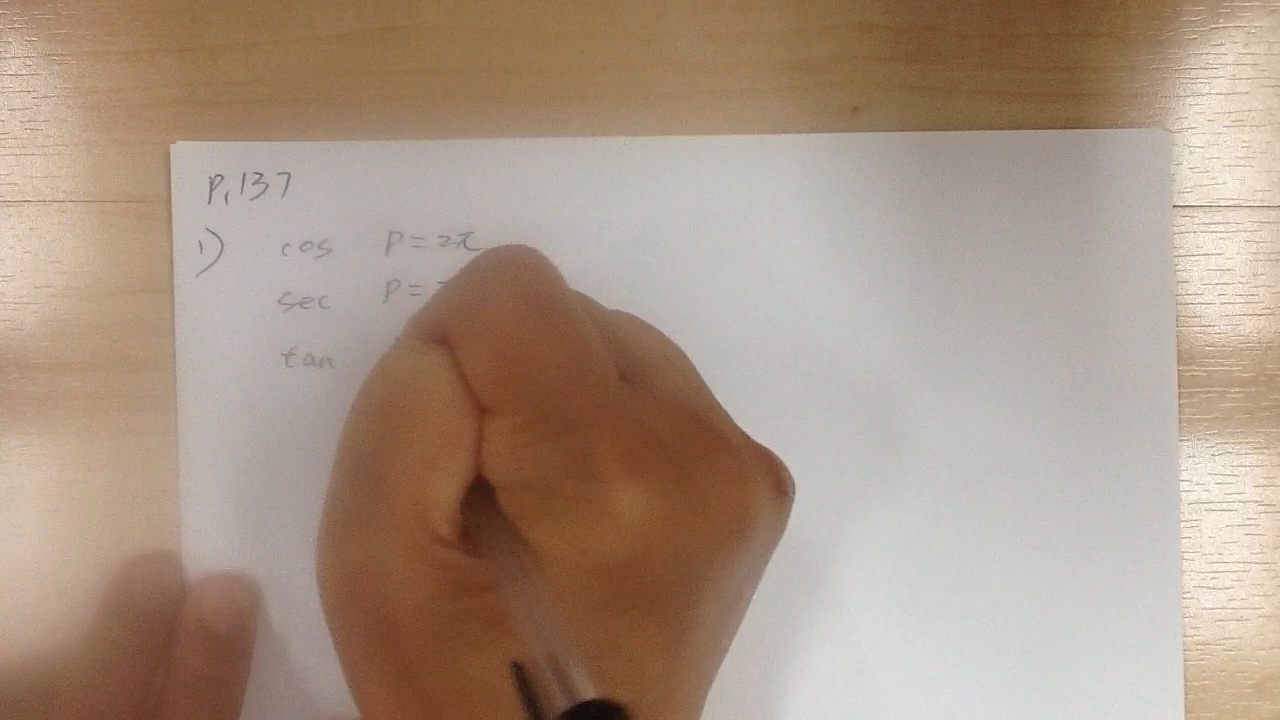 P.137
1) cos P=2π
sec P=
tan